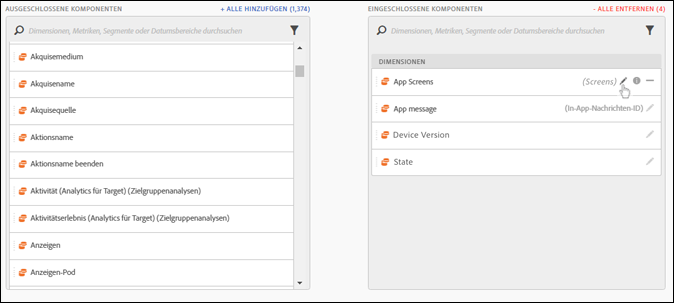 AUSGESCHLOSSENE KOMPONENTEN
+ ALLE HINZUFÜGEN (1,374)
Dimensionen, Metriken, Segmente oder Datumsbereiche durchsuchen
Akquisemedium
Akquisename
Akquisequelle
Aktionsname
Aktionsname beenden
Aktivität (Analytics für Target) (Zielgruppenanalysen)
Aktivitätserlebnis (Analytics für Target) (Zielgruppenanalysen)
Anzeigen
Anzeigen-Pod
EINGESCHLOSSENE KOMPONENTEN
- ALLE ENTFERNEN (4)
Dimensionen, Metriken, Segmente oder Datumsbereiche durchsuchen
DIMENSIONEN
App Screens (Screens)
App message (In-App-Nachrichten-ID)
Device Version
State